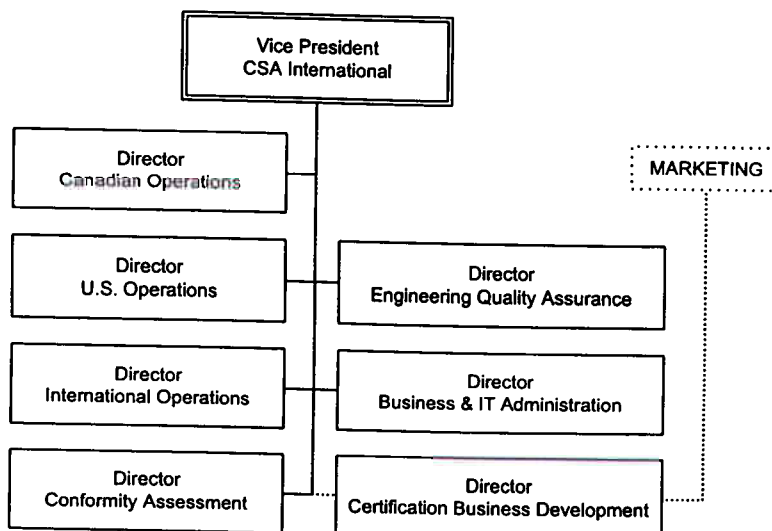 Vice President
CSA International
Director
Canadian Operations
MARKETING
Director
U.S. Operations
Director
Engineering Quality Assurance
Director
International Operations
Director
Business & IT Administration
Director
Conformity Assessment
Director
Certification Business Development